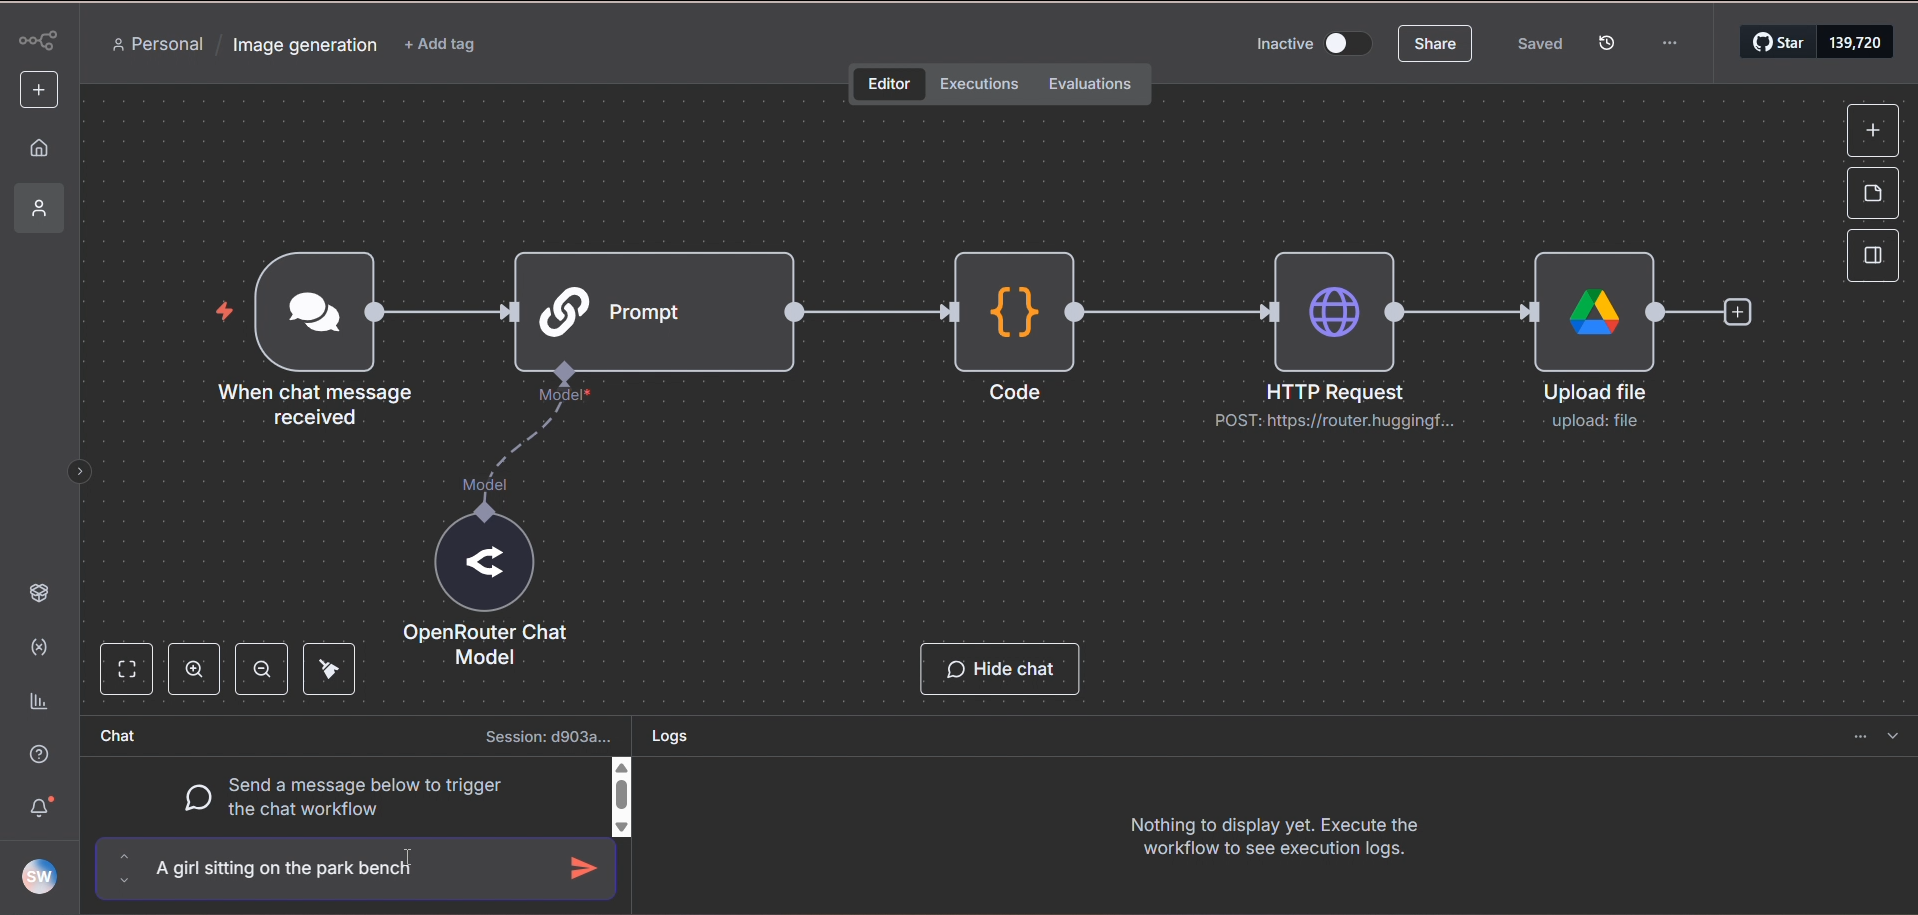 Personal / Image generation + Add tag
Inactive Share Saved ... Star 139,720
Editor Executions Evaluations
Prompt
Model*
When chat message
received
Code
HTTP Request
POST: https://router.huggingf...
Upload file
upload: file
Model
OpenRouter Chat
Model
Hide chat
Chat Session: d903a...
Logs
Send a message below to trigger
the chat workflow
A girl sitting on the park bench
Nothing to display yet. Execute the
workflow to see execution logs.
SW